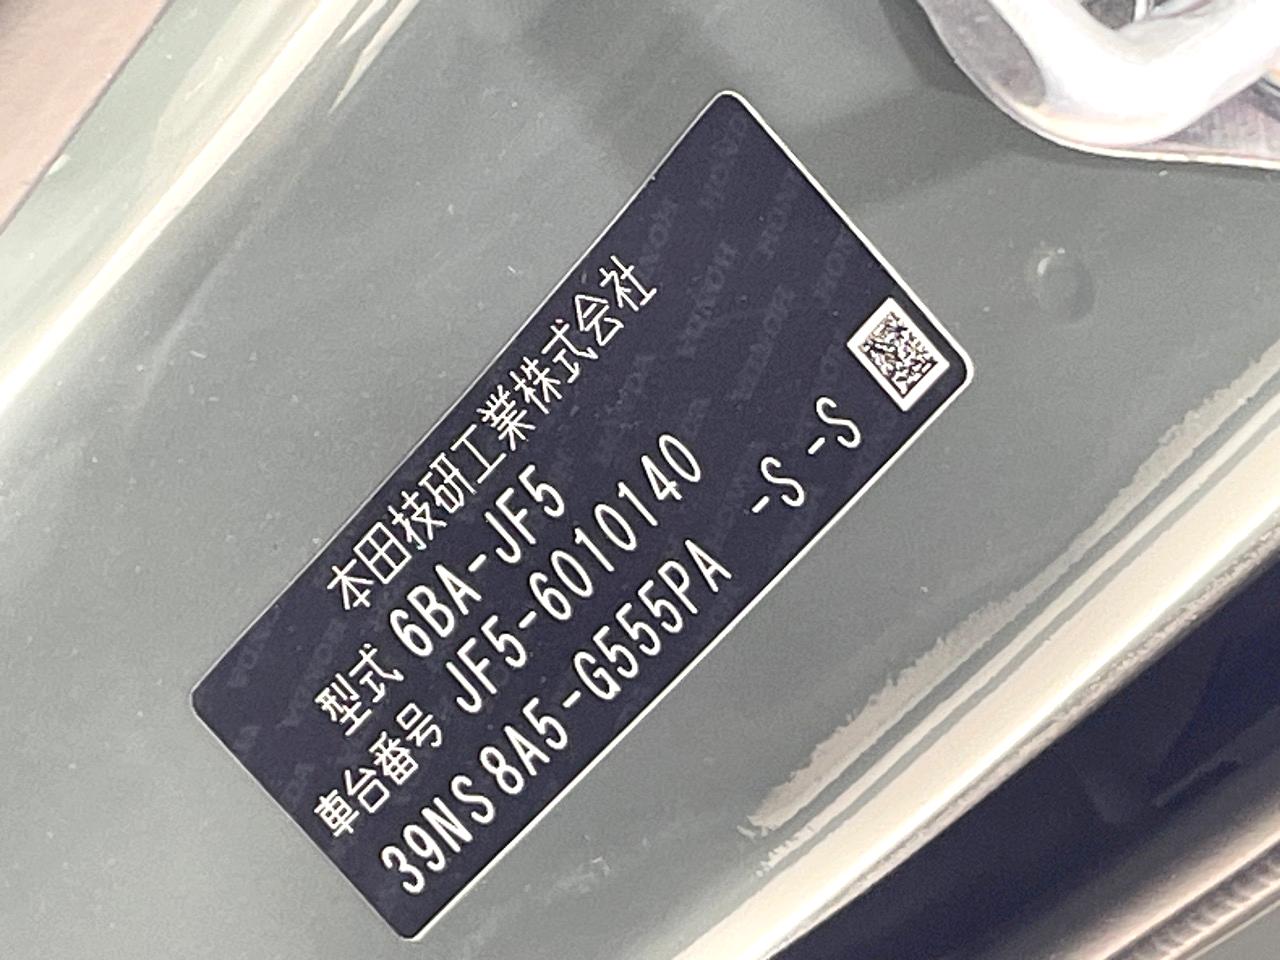 本田技研工業株式会社
型式 6BA-JF5
車台番号 JF5-6010140
39NS8A5-G555PA -S -S